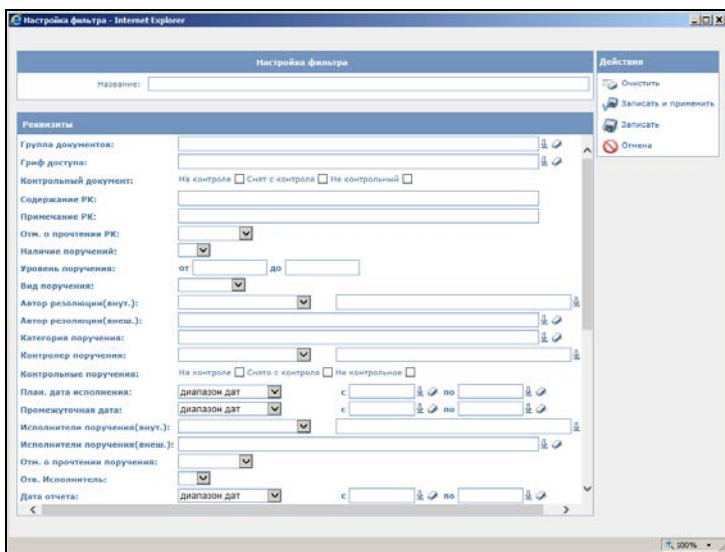 Настройка фильтра - Internet Explorer
Настройка фильтра
Название:
Действия
Очистить
Записать и применить
Записать
Отмена
Реквизиты
Группа документов:
Гриф доступа:
Контрольный документ: На контроле Снят с контроля Не контрольный
Содержание РК:
Примечание РК:
Отм. о прочтении РК:
Наличие поручений:
Уровень поручения: от до
Вид поручения:
Автор резолюции(внут.):
Автор резолюции(внеш.):
Категория поручения:
Контролер поручения:
Контрольные поручения: На контроле Снято с контроля Не контрольное
План. дата исполнения: диапазон дат с по
Промежуточная дата: диапазон дат с по
Исполнители поручения(внут.):
Исполнители поручения(внеш.):
Отм. о прочтении поручения:
Отв. Исполнитель:
Дата отчета: диапазон дат с по
100%